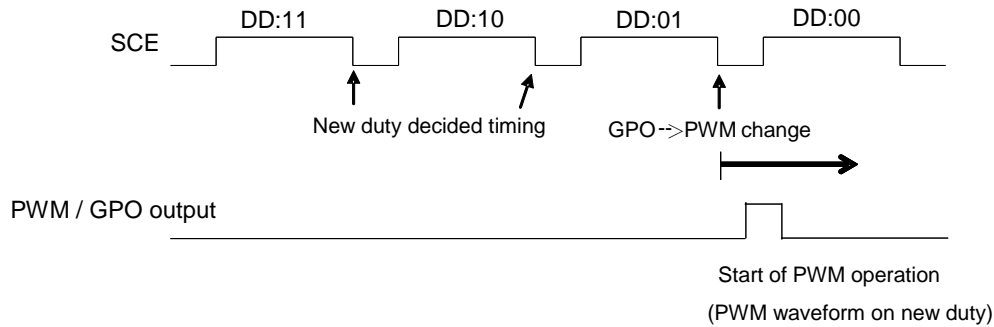 DD:11 DD:10 DD:01 DD:00
SCE
New duty decided timing GPO-->PWM change
PWM / GPO output
Start of PWM operation
(PWM waveform on new duty)